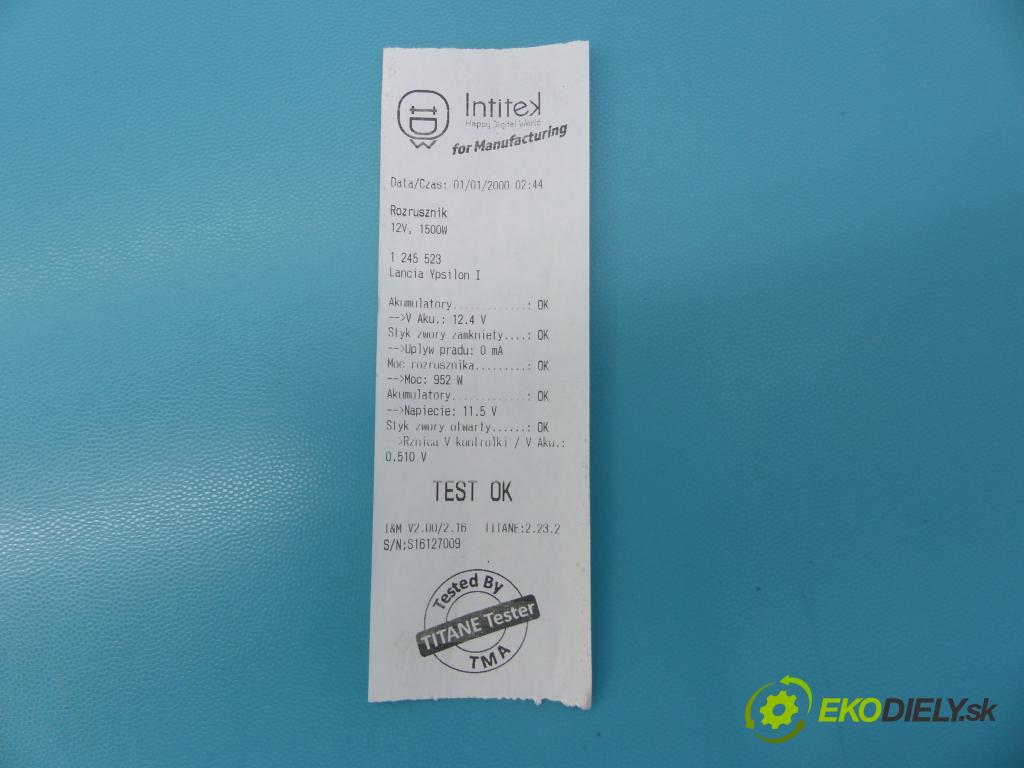 Intitek
Happy Digital World
for Manufacturing
Data/Czas: 01/01/2000 02:44
Rozrusznik
12V, 1500W
1 245 523
Lancia Ypsilon I
Akumulatory............: OK
-->V Aku.: 12.4 V
Styk zwory zamkniety....: OK
-->Uplyw pradu: 0 mA
Moc rozrusznika.........: OK
-->Moc: 952 W
Akumulatory............: OK
-->Napiecie: 11.5 V
Styk zwory otwarty......: OK
-->Rznica V kontrolki / V Aku.:
0.510 V
TEST OK
T&M V2.00/2.16 TITANE:2.23.2
S/N:S16127009
Tested By
TITANE Tester
TMA
EKODIELY.sk